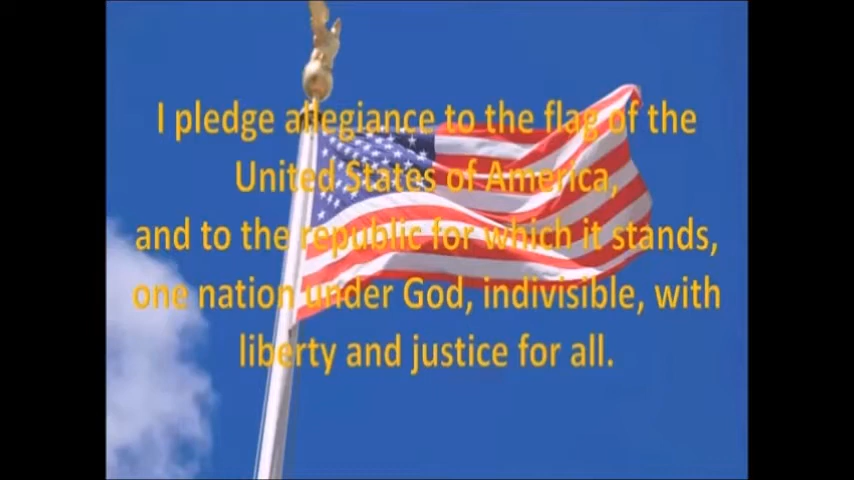 I pledge allegiance to the flag of the
United States of America,
and to the republic for which it stands,
one nation under God, indivisible, with
liberty and justice for all.